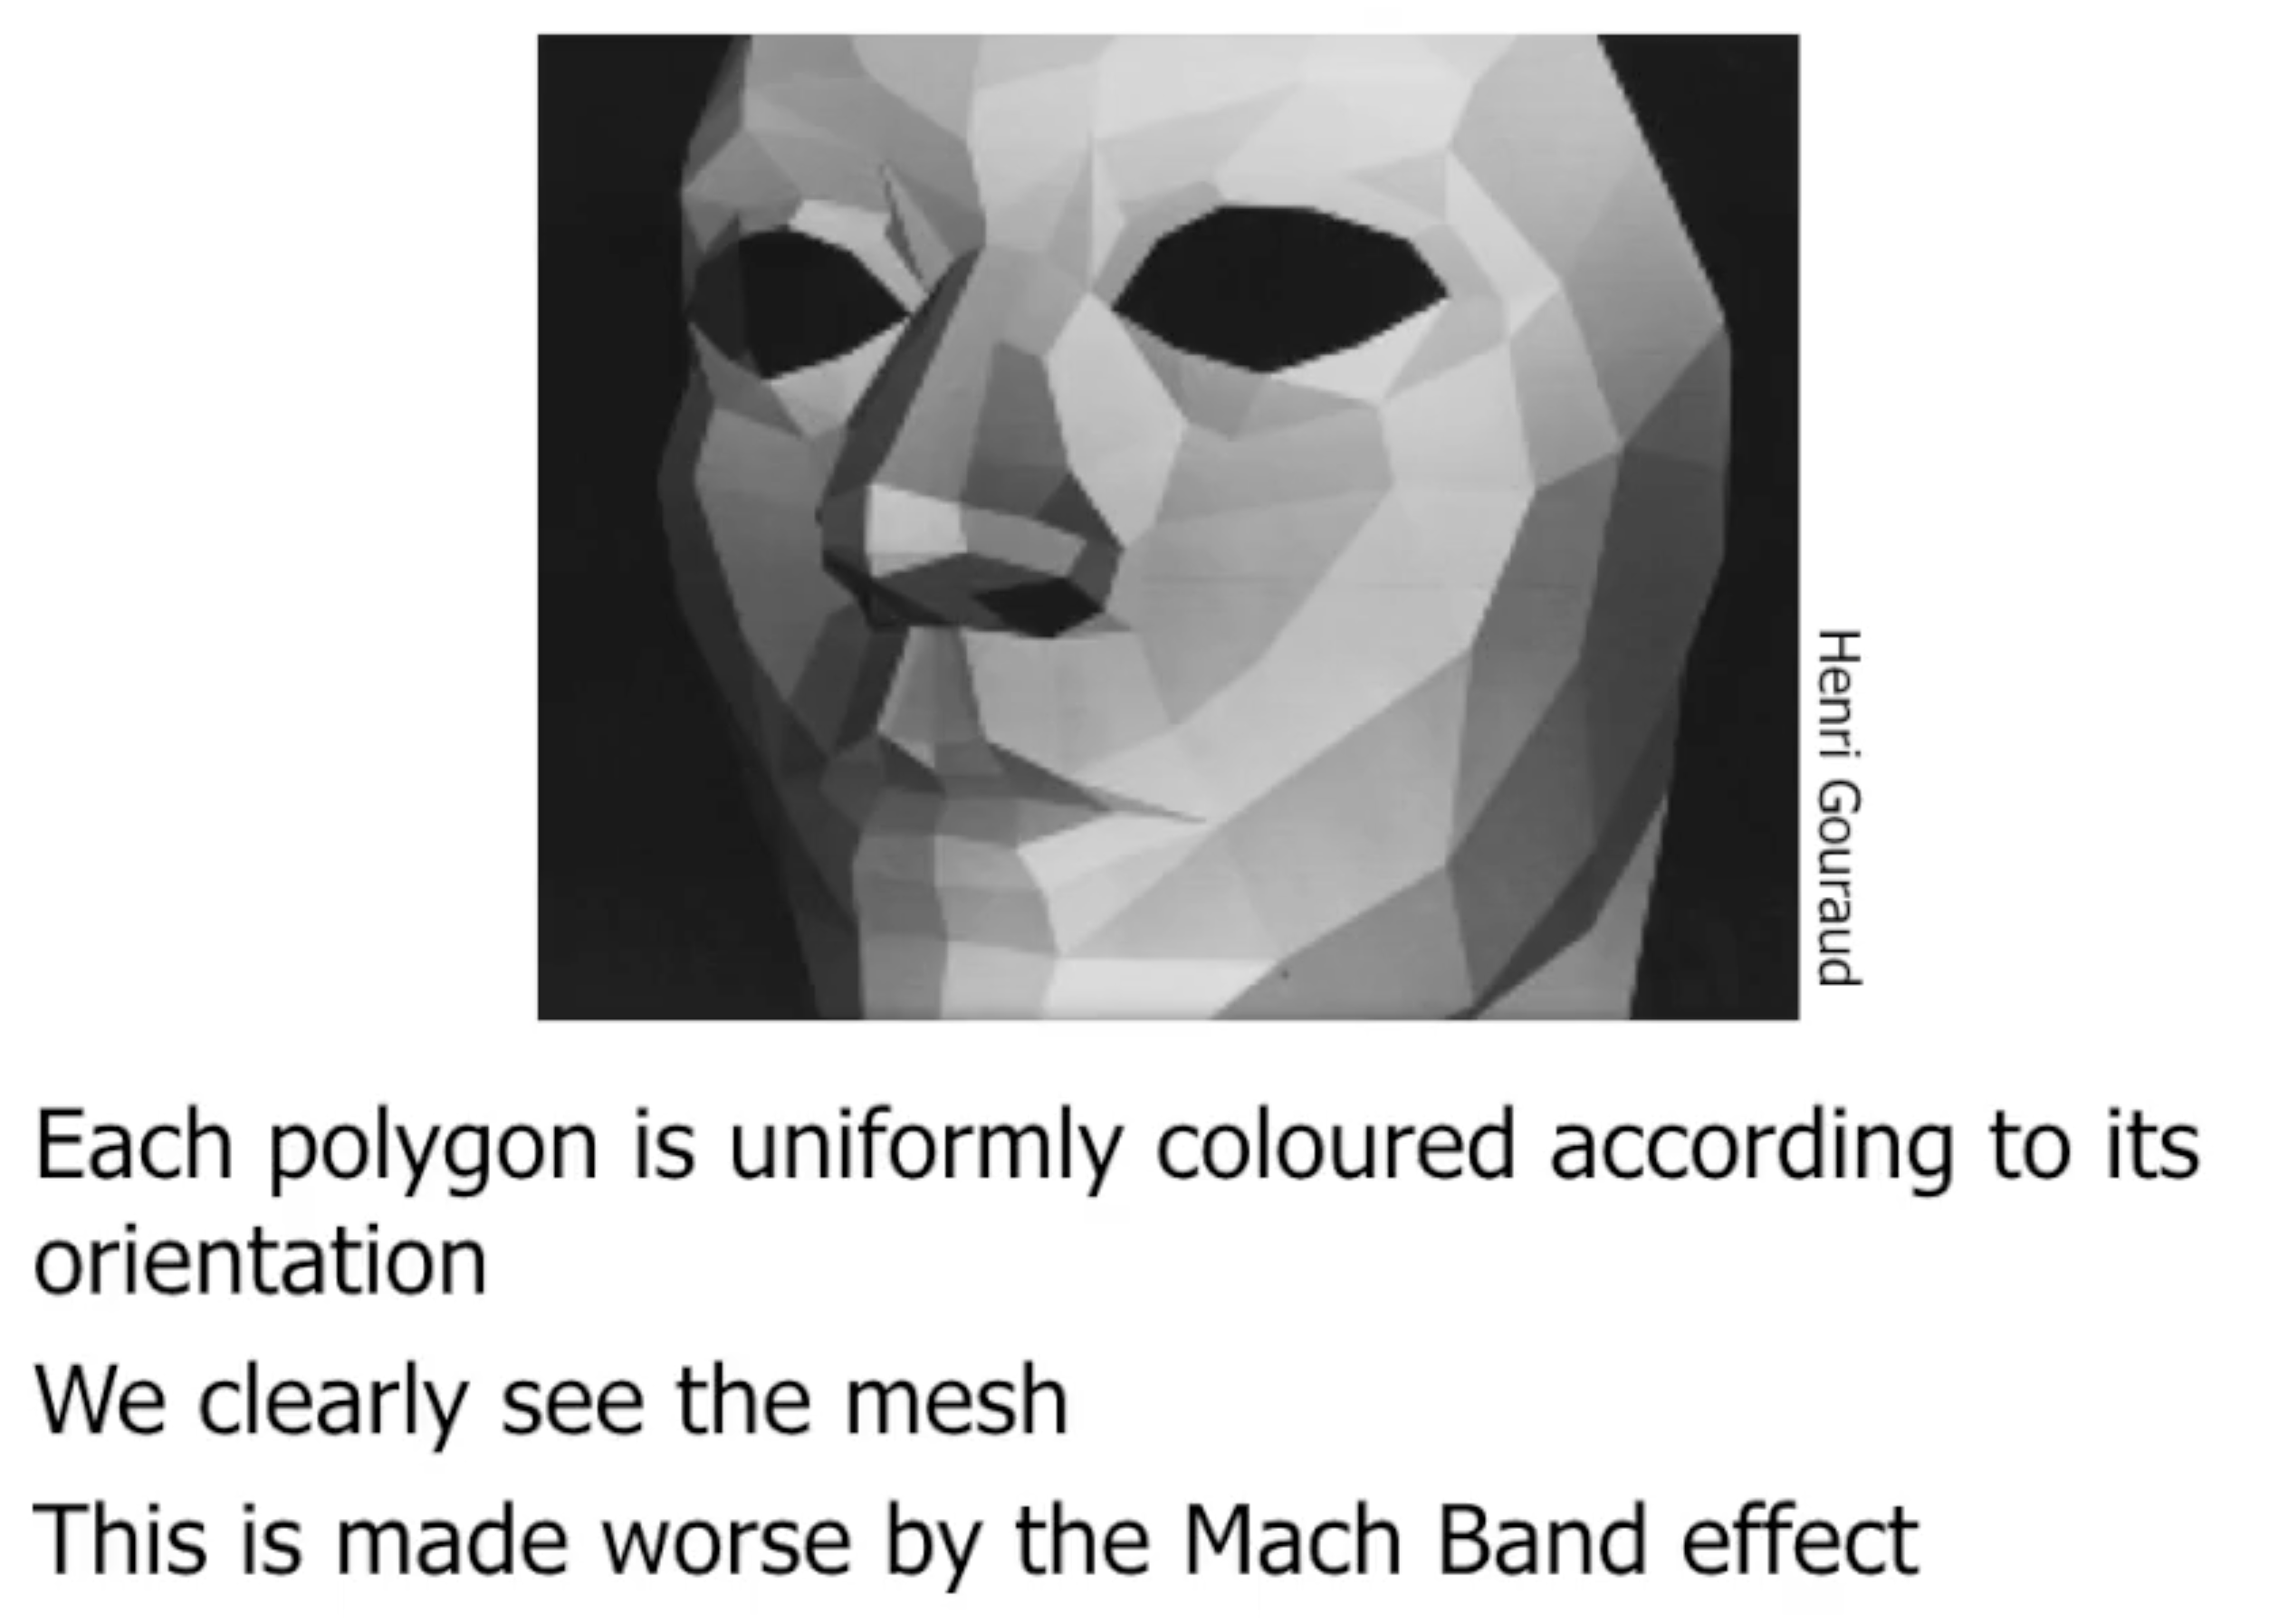 Henri Gouraud
Each polygon is uniformly coloured according to its
orientation
We clearly see the mesh
This is made worse by the Mach Band effect